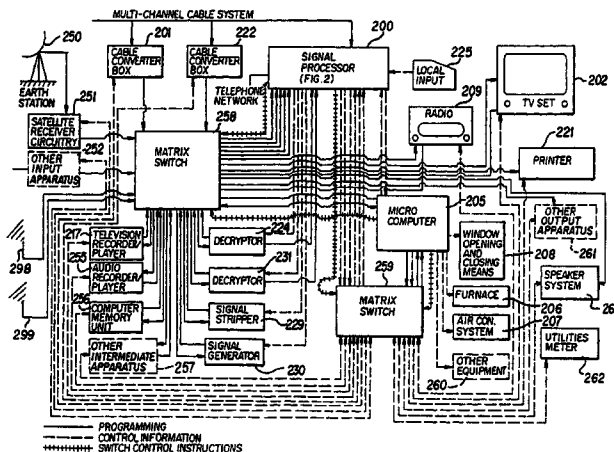 MULTI-CHANNEL CABLE SYSTEM
250
EARTH
STATION
201
CABLE
CONVERTER
BOX
222
CABLE
CONVERTER
BOX
200
SIGNAL
PROCESSOR
(FIG. 2)
225
LOCAL
INPUT
202
TV SET
TELEPHONE
NETWORK
209
RADIO
251
SATELLITE
RECEIVER
CIRCUITRY
252
OTHER
INPUT
APPARATUS
258
MATRIX
SWITCH
221
PRINTER
205
MICRO
COMPUTER
OTHER
OUTPUT
APPARATUS
261
298
299
217
TELEVISION
RECORDER/
PLAYER
255
AUDIO
RECORDER/
PLAYER
256
COMPUTER
MEMORY
UNIT
OTHER
INTERMEDIATE
APPARATUS
257
224
DECRYPTOR
231
DECRYPTOR
SIGNAL
STRIPPER
229
SIGNAL
GENERATOR
230
259
MATRIX
SWITCH
WINDOW
OPENING
AND
CLOSING
MEANS
208
FURNACE
206
AIR CON.
SYSTEM
207
OTHER
EQUIPMENT
260
SPEAKER
SYSTEM
UTILITIES
METER
262
PROGRAMMING
CONTROL INFORMATION
SWITCH CONTROL INSTRUCTIONS